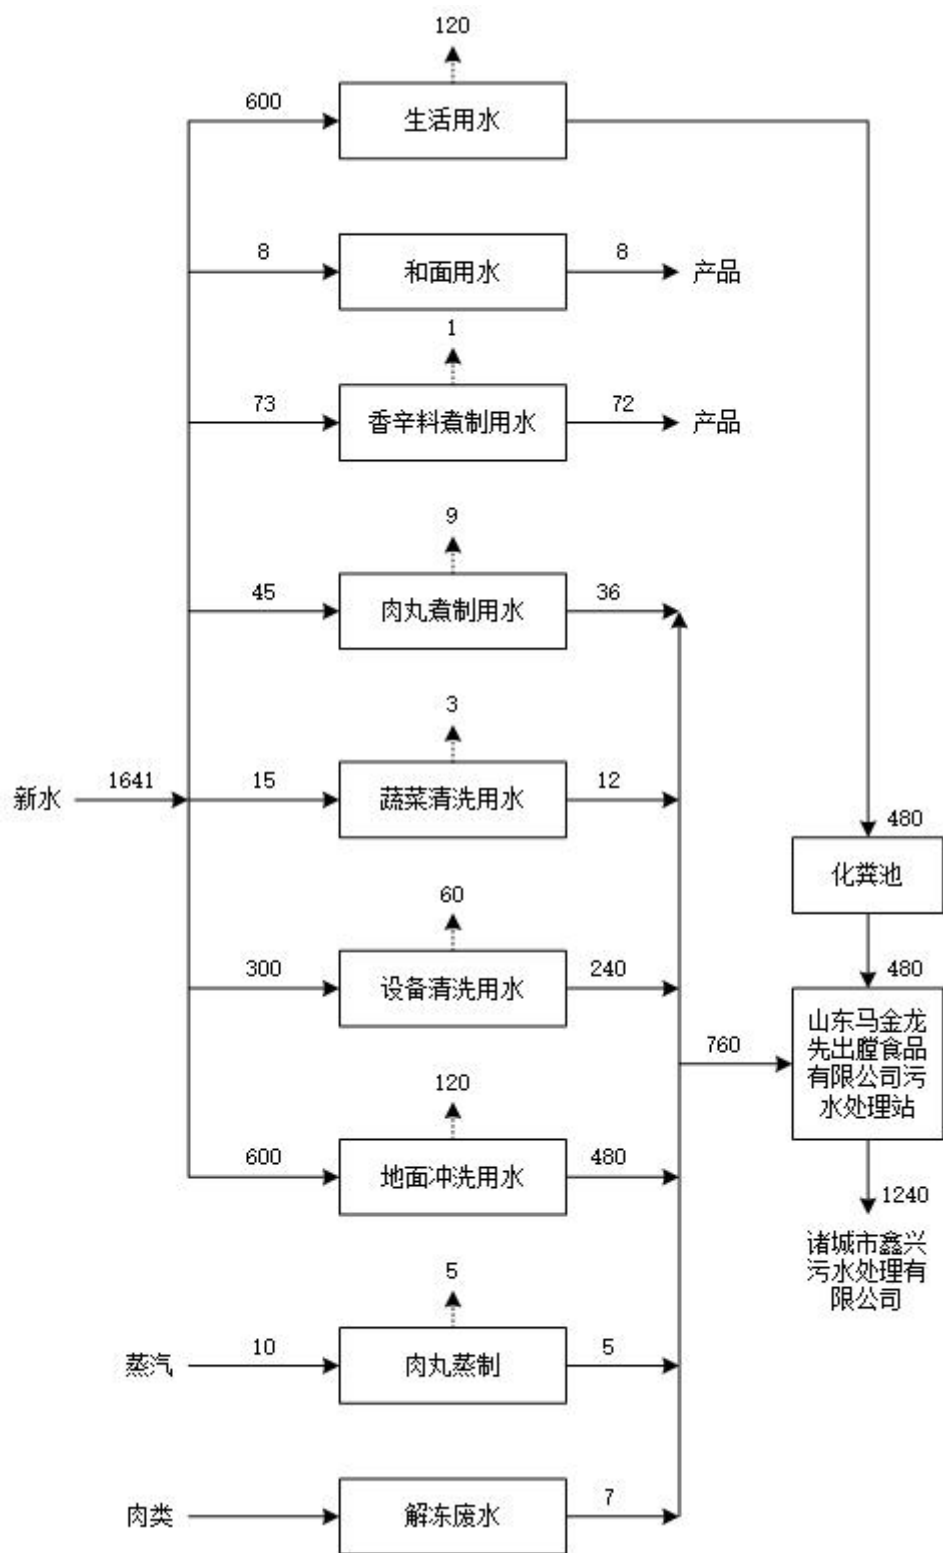 120
600
生活用水
8
和面用水
8
产品
1
73
香辛料煮制用水
72
产品
9
45
肉丸煮制用水
36
3
新水
1641
15
蔬菜清洗用水
12
480
化粪池
60
300
设备清洗用水
240
480
山东马金龙
先出膛食品
有限公司污
水处理站
760
120
600
地面冲洗用水
480
1240
诸城市鑫兴
污水处理有
限公司
5
蒸汽
10
肉丸蒸制
5
肉类
解冻废水
7